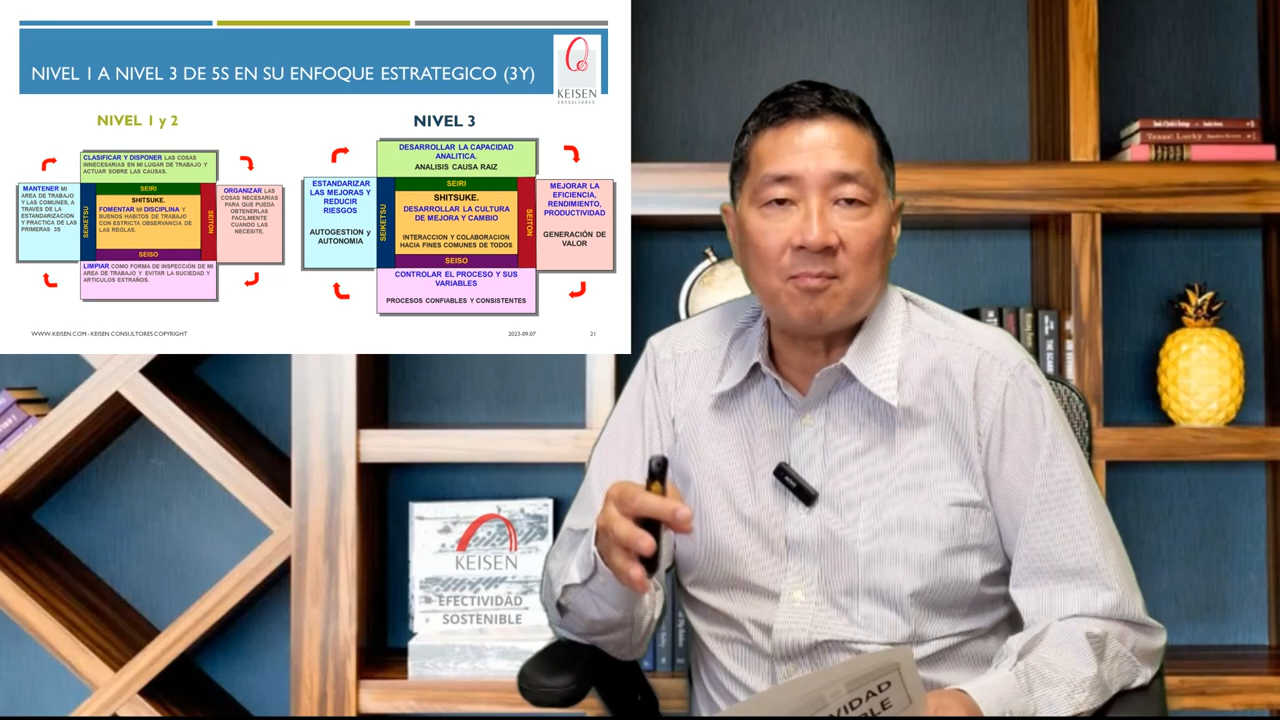 NIVEL 1 A NIVEL 3 DE 5S EN SU ENFOQUE ESTRATEGICO (3Y)
KEISEN
CONSULTORES
NIVEL 1 y 2
CLASIFICAR Y DISPONER LAS COSAS
INNECESARIAS EN MI LUGAR DE TRABAJO Y
ACTUAR SOBRE LAS CAUSAS.
MANTENER MI
AREA DE TRABAJO
Y LAS COMUNES, A
TRAVES DE LA
ESTANDARIZACION
Y PRACTICA DE LAS
PRIMERAS 3S
SEIKETSU
SEIRI
SHITSUKE.
FOMENTAR MI DISCIPLINA Y
BUENOS HABITOS DE TRABAJO
CON ESTRICTA OBSERVANCIA DE
LAS REGLAS.
SEITON
ORGANIZAR LAS
COSAS NECESARIAS
PARA QUE PUEDA
OBTENERLAS
FACILMENTE
CUANDO LAS
NECESITE.
SEISO
LIMPIAR COMO FORMA DE INSPECCIÓN DE MI
AREA DE TRABAJO Y EVITAR LA SUCIEDAD Y
ARTICULOS EXTRAÑOS.
NIVEL 3
DESARROLLAR LA CAPACIDAD
ANALITICA.
ANALISIS CAUSA RAIZ
ESTANDARIZAR
LAS MEJORAS Y
REDUCIR
RIESGOS
AUTOGESTION y
AUTONOMIA
SEIKETSU
SEIRI
SHITSUKE.
DESARROLLAR LA CULTURA
DE MEJORA Y CAMBIO
INTERACCION Y COLABORACION
HACIA FINES COMUNES DE TODOS
SEITON
MEJORAR LA
EFICIENCIA,
RENDIMIENTO,
PRODUCTIVIDAD
GENERACIÓN DE
VALOR
SEISO
CONTROLAR EL PROCESO Y SUS
VARIABLES
PROCESOS CONFIABLES Y CONSISTENTES
WWW.KEISEN.COM - KEISEN CONSULTORES COPYRIGHT
2023-09.07
21
Texas! Lucky
KEISEN
EFECTIVIDAD
SOSTENIBLE
VIDAD
BLE